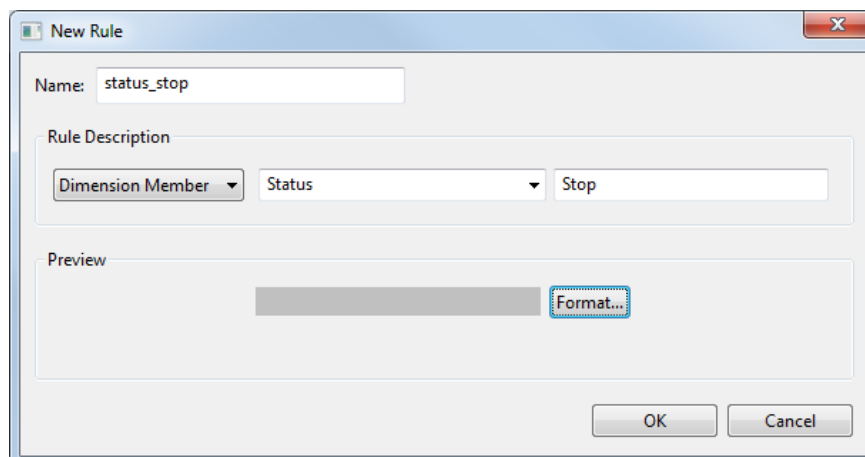 New Rule
Name: status_stop
Rule Description
Dimension Member Status Stop
Preview
Format...
OK Cancel